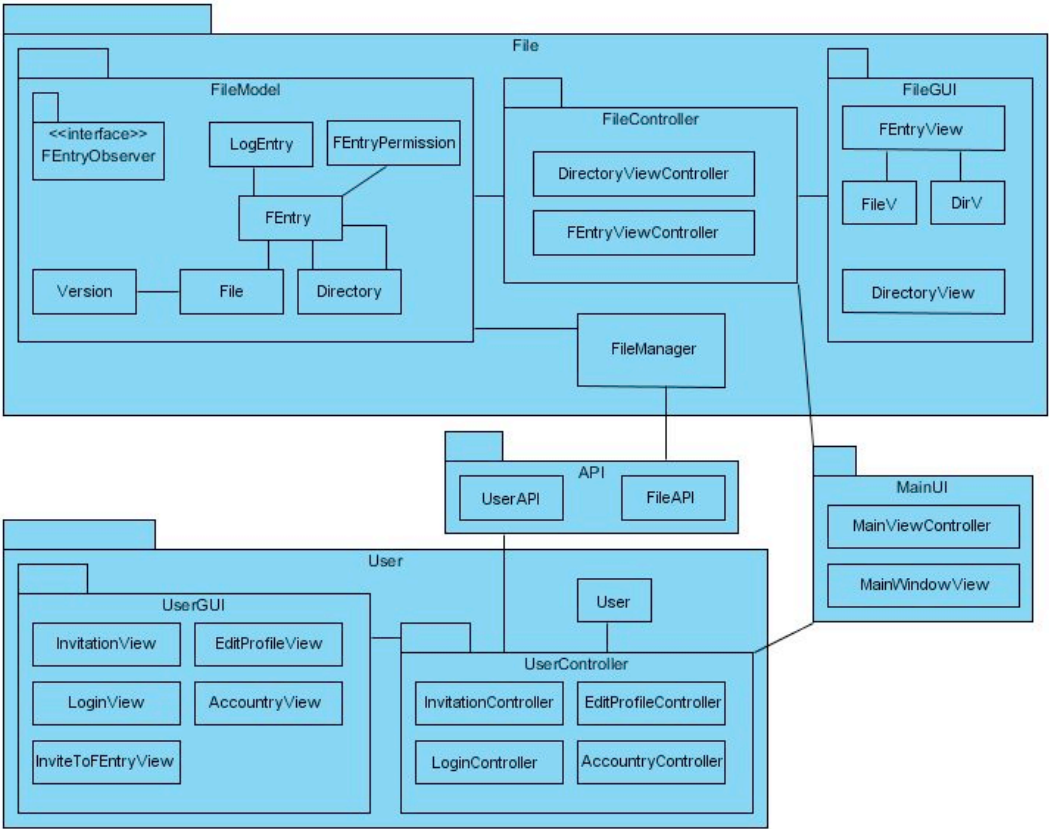 File
FileModel
<<interface>>
FEntryObserver
LogEntry
FEntryPermission
FEntry
Version
File
Directory
FileController
DirectoryViewController
FEntryViewController
FileGUI
FEntryView
FileV
DirV
DirectoryView
FileManager
API
UserAPI
FileAPI
MainUI
MainViewController
MainWindowView
User
UserGUI
InvitationView
EditProfileView
LoginView
AccountryView
InviteToFEntryView
User
UserController
InvitationController
EditProfileController
LoginController
AccountryController